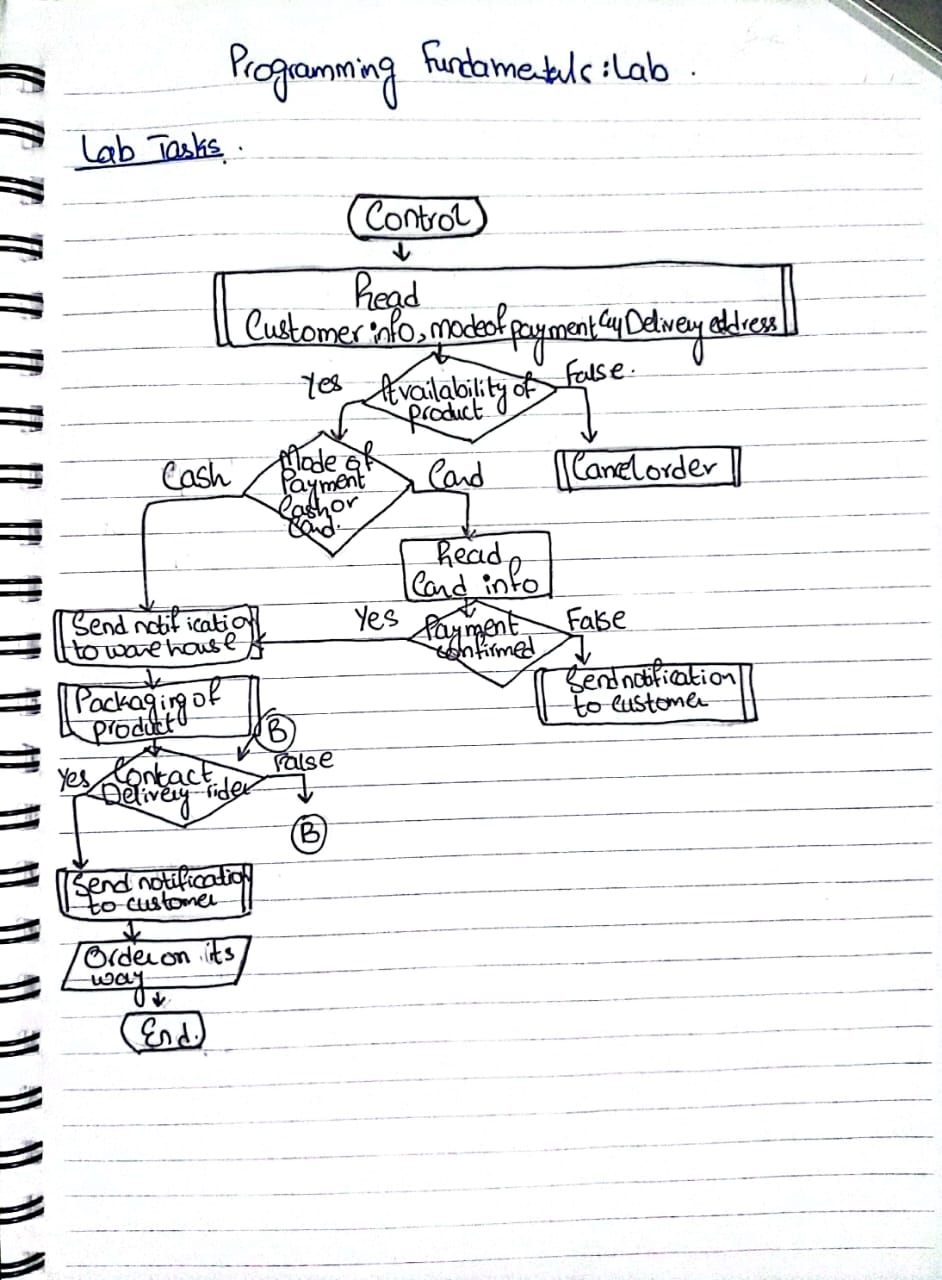 Programming Fundamentals: Lab.
Lab Tasks.
Control
Read
Customer info, mode of payment Delivery address
Yes
Availability of
product
False.
Cash
Mode of
Payment
Cash or
Card.
Card
Cancel order
Read
Card info
Send notification
to warehouse
Yes
Payment
confirmed
False
Send notification
to customer
Packaging of
product
B
Yes
Contact
Delivery rider
False
B
Send notification
to customer
Order on its
way
End.